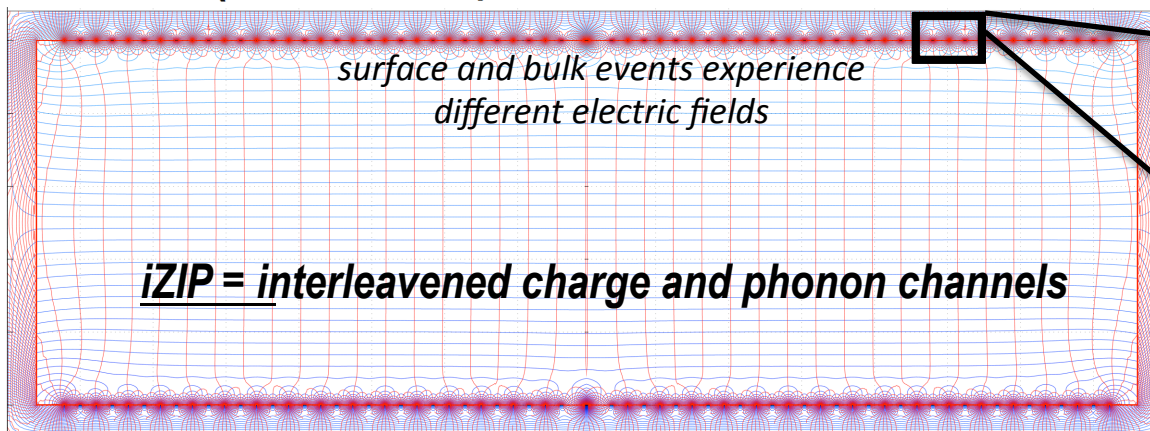 surface and bulk events experience
different electric fields
iZIP = interleavened charge and phonon channels